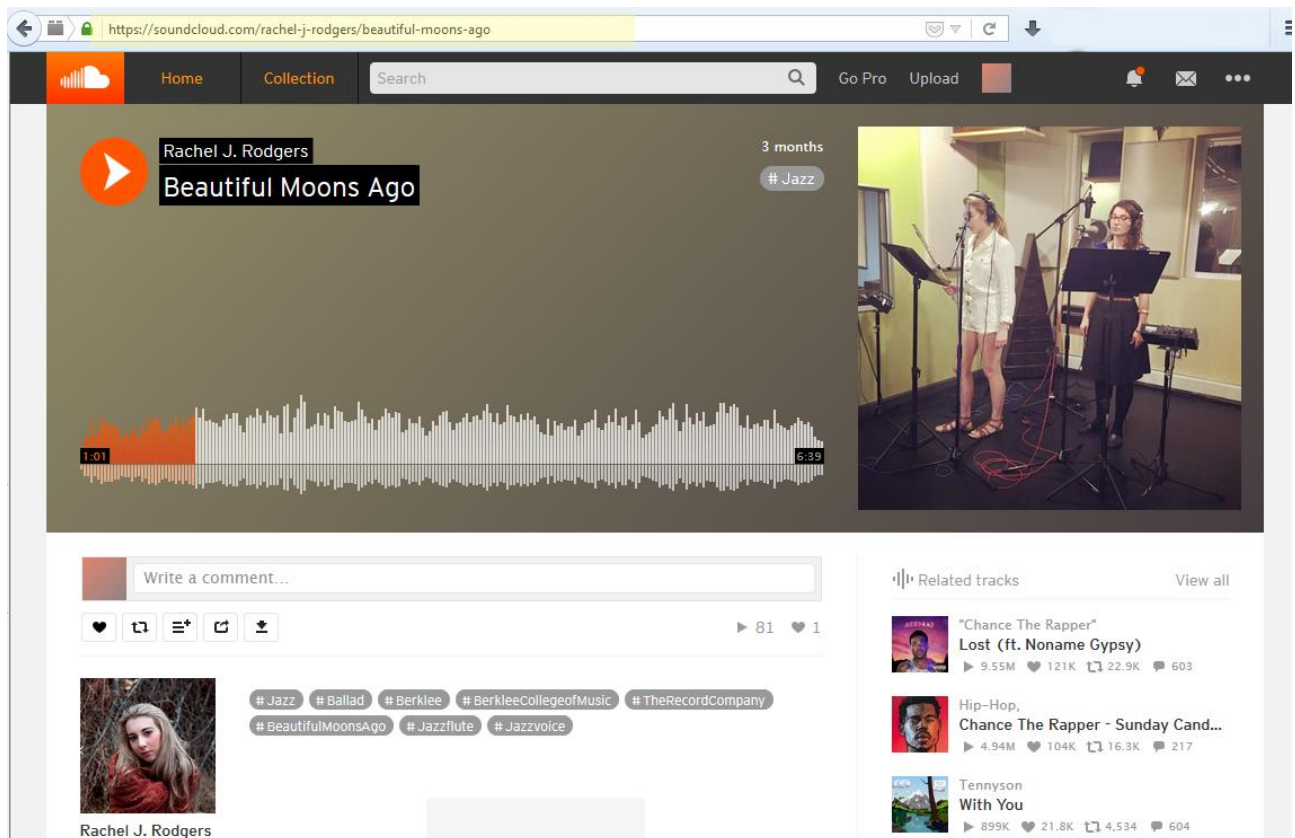 https://soundcloud.com/rachel-j-rodgers/beautiful-moons-ago
Home Collection Search Go Pro Upload
Rachel J. Rodgers
Beautiful Moons Ago
3 months
# Jazz
1:01
6:39
Write a comment...
81 1
# Jazz # Ballad # Berklee # BerkleeCollegeofMusic # TheRecordCompany
# BeautifulMoonsAgo # Jazzflute # Jazzvoice
Rachel J. Rodgers
Related tracks View all
"Chance The Rapper"
Lost (ft. Noname Gypsy)
9.55M 121K 22.9K 603
Hip-Hop,
Chance The Rapper - Sunday Cand...
4.94M 104K 16.3K 217
Tennyson
With You
899K 21.8K 4,534 604